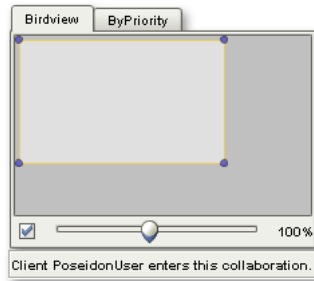 Birdview ByPriority
100%
Client PoseidonUser enters this collaboration.